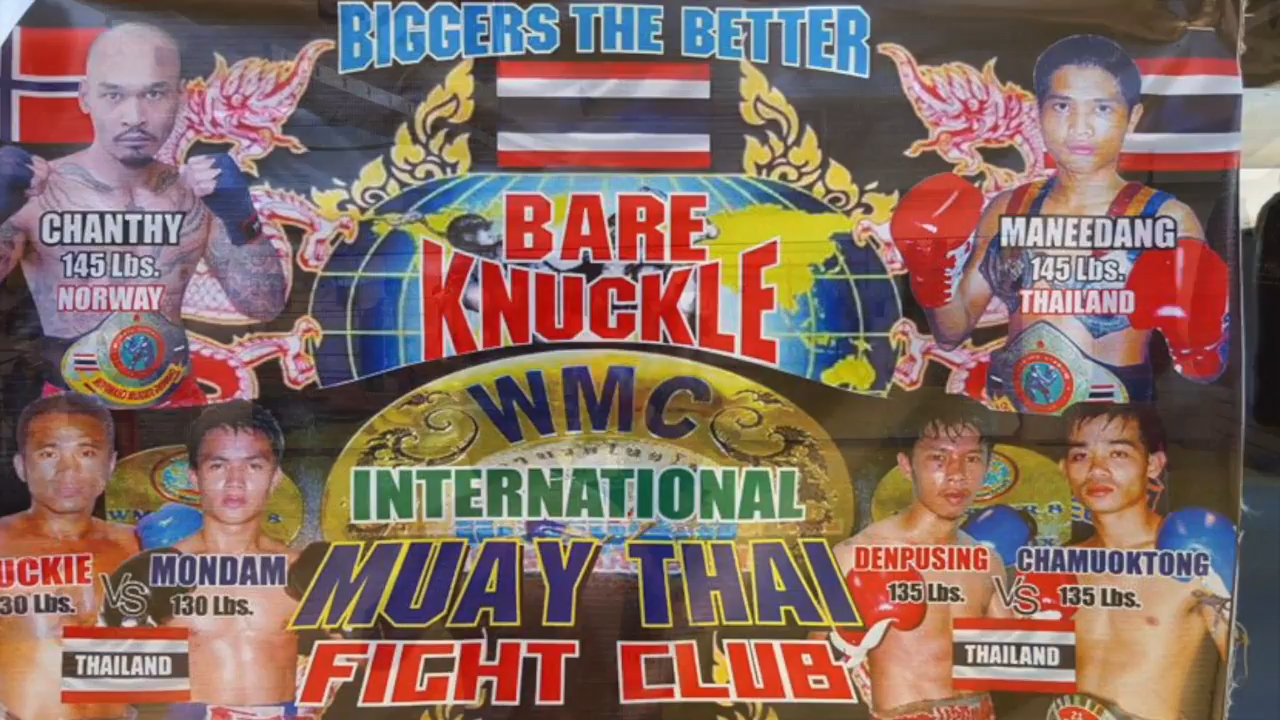 BIGGERS THE BETTER
BARE
KNUCKLE
CHANTHY
145 Lbs.
NORWAY
MANEEDANG
145 Lbs.
THAILAND
WMC
INTERNATIONAL
MUAY THAI
FIGHT CLUB
UCKIE VS MONDAM
30 Lbs. 130 Lbs.
THAILAND
DENPUSING VS CHAMUOKTONG
135 Lbs. 135 Lbs.
THAILAND